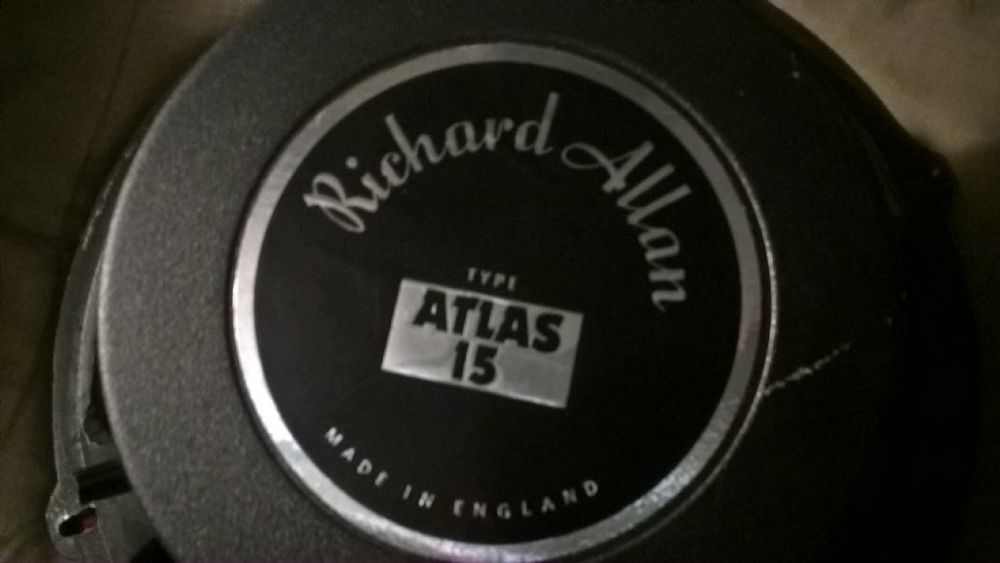 Richard Allan
TYPE
ATLAS
15
MADE IN ENGLAND